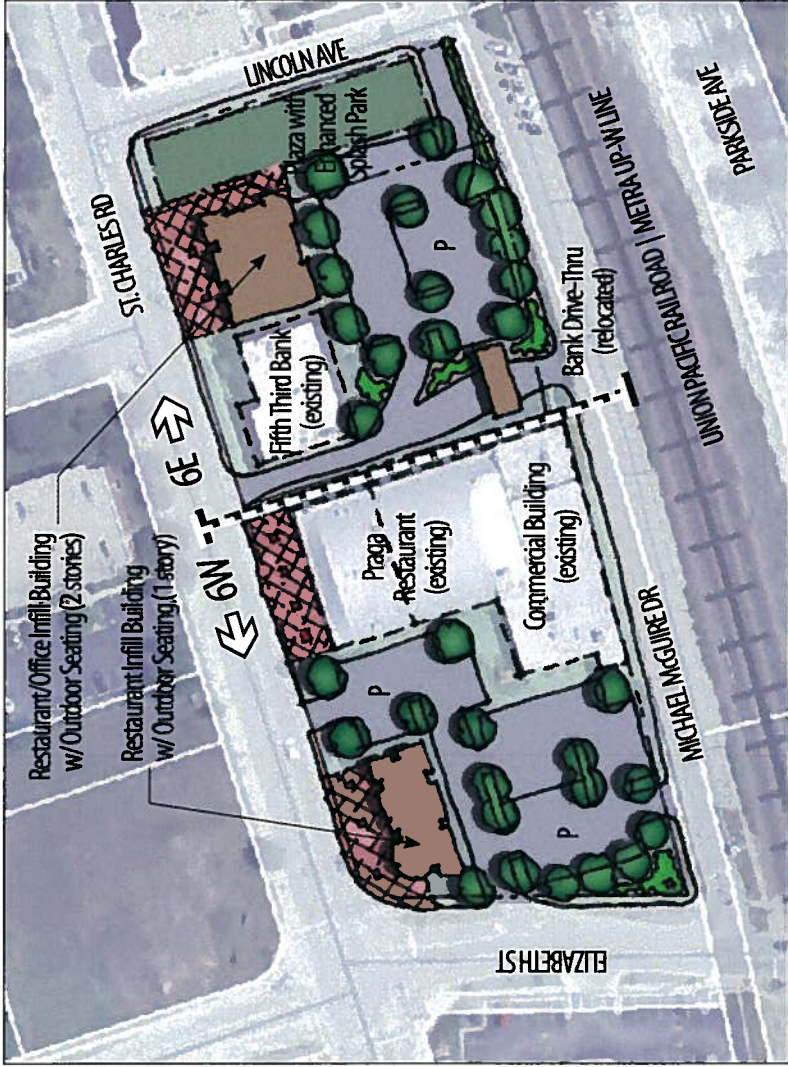 Restaurant/Office Infill Building
w/ Outdoor Seating (2 stories)
Restaurant Infill Building
w/ Outdoor Seating (1-story)
ST. CHARLES RD
LINCOLN AVE
6W
6E
Plaza with
Enhanced
Splash Park
Fifth Third Bank
(existing)
Praga
Restaurant
(existing)
Commercial Building
(existing)
P
P
P
Bank Drive-Thru
(relocated)
ELIZABETH ST
MICHAEL McGUIRE DR
UNION PACIFIC RAILROAD | METRA UP-W LINE
PARKSIDE AVE